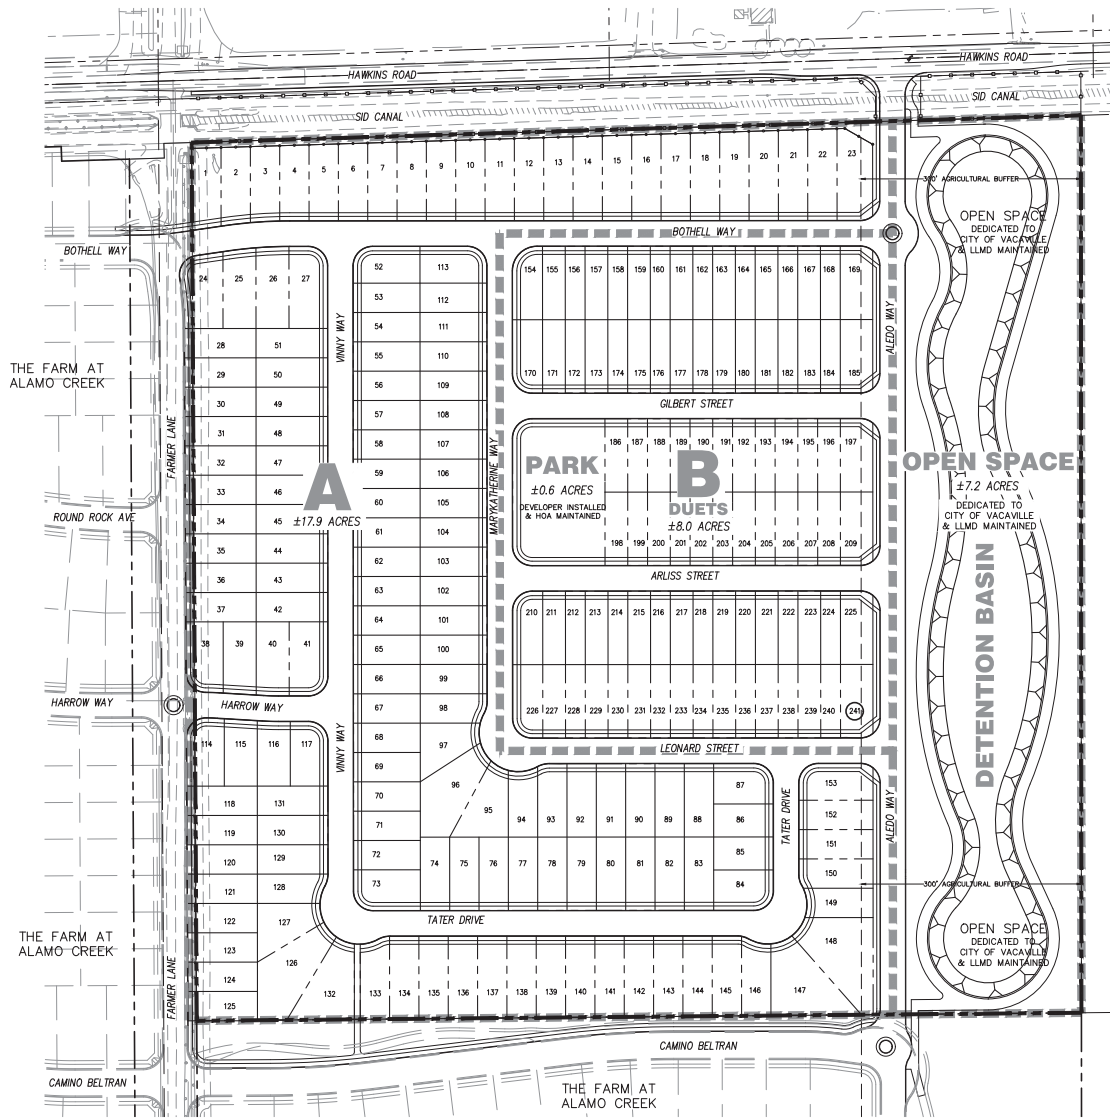 HAWKINS ROAD
HAWKINS ROAD
SID CANAL
SID CANAL
1 2 3 4 5 6 7 8 9 10 11 12 13 14 15 16 17 18 19 20 21 22 23
300' AGRICULTURAL BUFFER
OPEN SPACE
DEDICATED TO
CITY OF VACAVILLE
& LLMD MAINTAINED
BOTHELL WAY
BOTHELL WAY
24 25 26 27
28 51
29 50
30 49
31 48
32 47
33 46
34 45
35 44
36 43
37 42
38 39 40 41
52 113
53 112
54 111
55 110
56 109
57 108
58 107
59 106
60 105
61 104
62 103
63 102
64 101
65 100
66 99
67 98
68 97
69
70 96
71 95
72
73
154 155 156 157 158 159 160 161 162 163 164 165 166 167 168 169
170 171 172 173 174 175 176 177 178 179 180 181 182 183 184 185
VINNY WAY
ALEDO WAY
THE FARM AT
ALAMO CREEK
GILBERT STREET
FARMER LANE
MARYKATHERINE WAY
186 187 188 189 190 191 192 193 194 195 196 197
A
±17.9 ACRES
PARK
±0.6 ACRES
DEVELOPER INSTALLED
& HOA MAINTAINED
B
DUETS
±8.0 ACRES
OPEN SPACE
±7.2 ACRES
DEDICATED TO
CITY OF VACAVILLE
& LLMD MAINTAINED
ROUND ROCK AVE
198 199 200 201 202 203 204 205 206 207 208 209
ARLISS STREET
210 211 212 213 214 215 216 217 218 219 220 221 222 223 224 225
DETENTION BASIN
HARROW WAY
HARROW WAY
226 227 228 229 230 231 232 233 234 235 236 237 238 239 240 241
LEONARD STREET
114 115 116 117
118 131
119 130
120 129
121 128
122 127
123 126
124
125
VINNY WAY
94 93 92 91 90 89 88 87
86
85
84
74 75 76 77 78 79 80 81 82 83
TATER DRIVE
153
152
151
150
149
148
ALEDO WAY
300' AGRICULTURAL BUFFER
TATER DRIVE
THE FARM AT
ALAMO CREEK
OPEN SPACE
DEDICATED TO
CITY OF VACAVILLE
& LLMD MAINTAINED
FARMER LANE
132 133 134 135 136 137 138 139 140 141 142 143 144 145 146 147
CAMINO BELTRAN
CAMINO BELTRAN
THE FARM AT
ALAMO CREEK